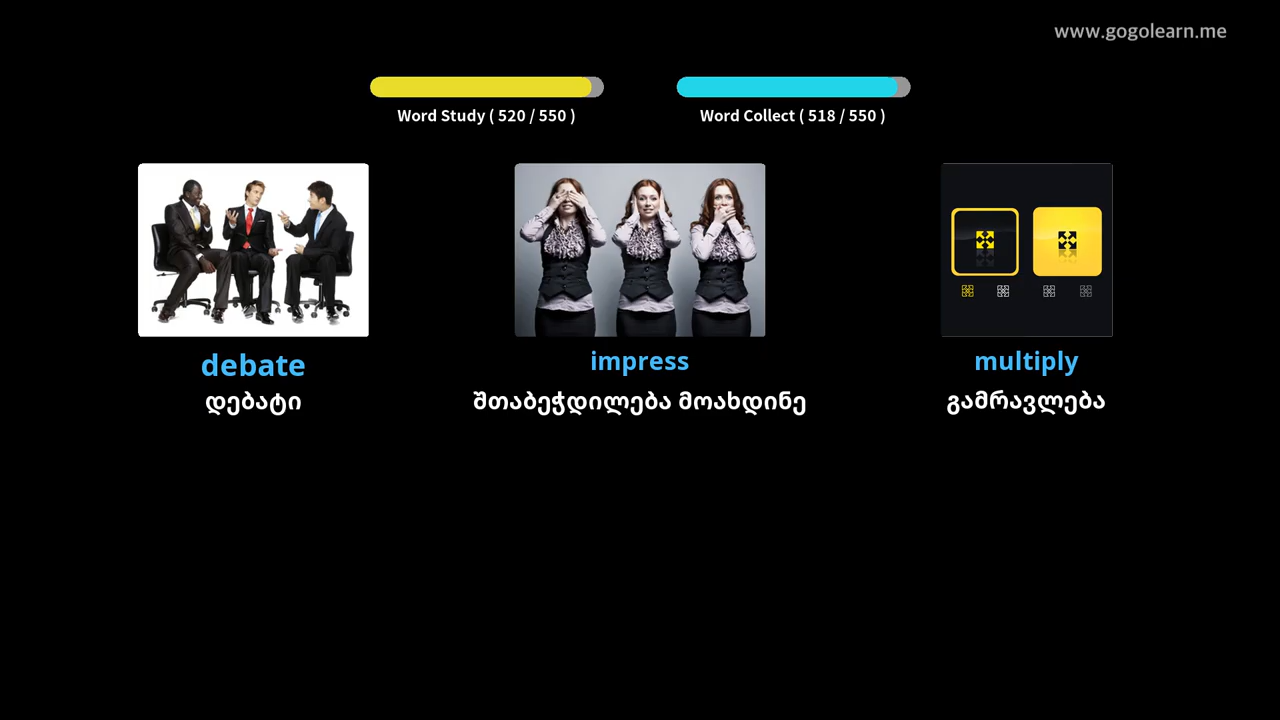 www.gogolearn.me
Word Study ( 520 / 550 )
Word Collect ( 518 / 550 )
debate
impress
multiply
დებატი
შთაბეჭდილება მოახდინე
გამრავლება